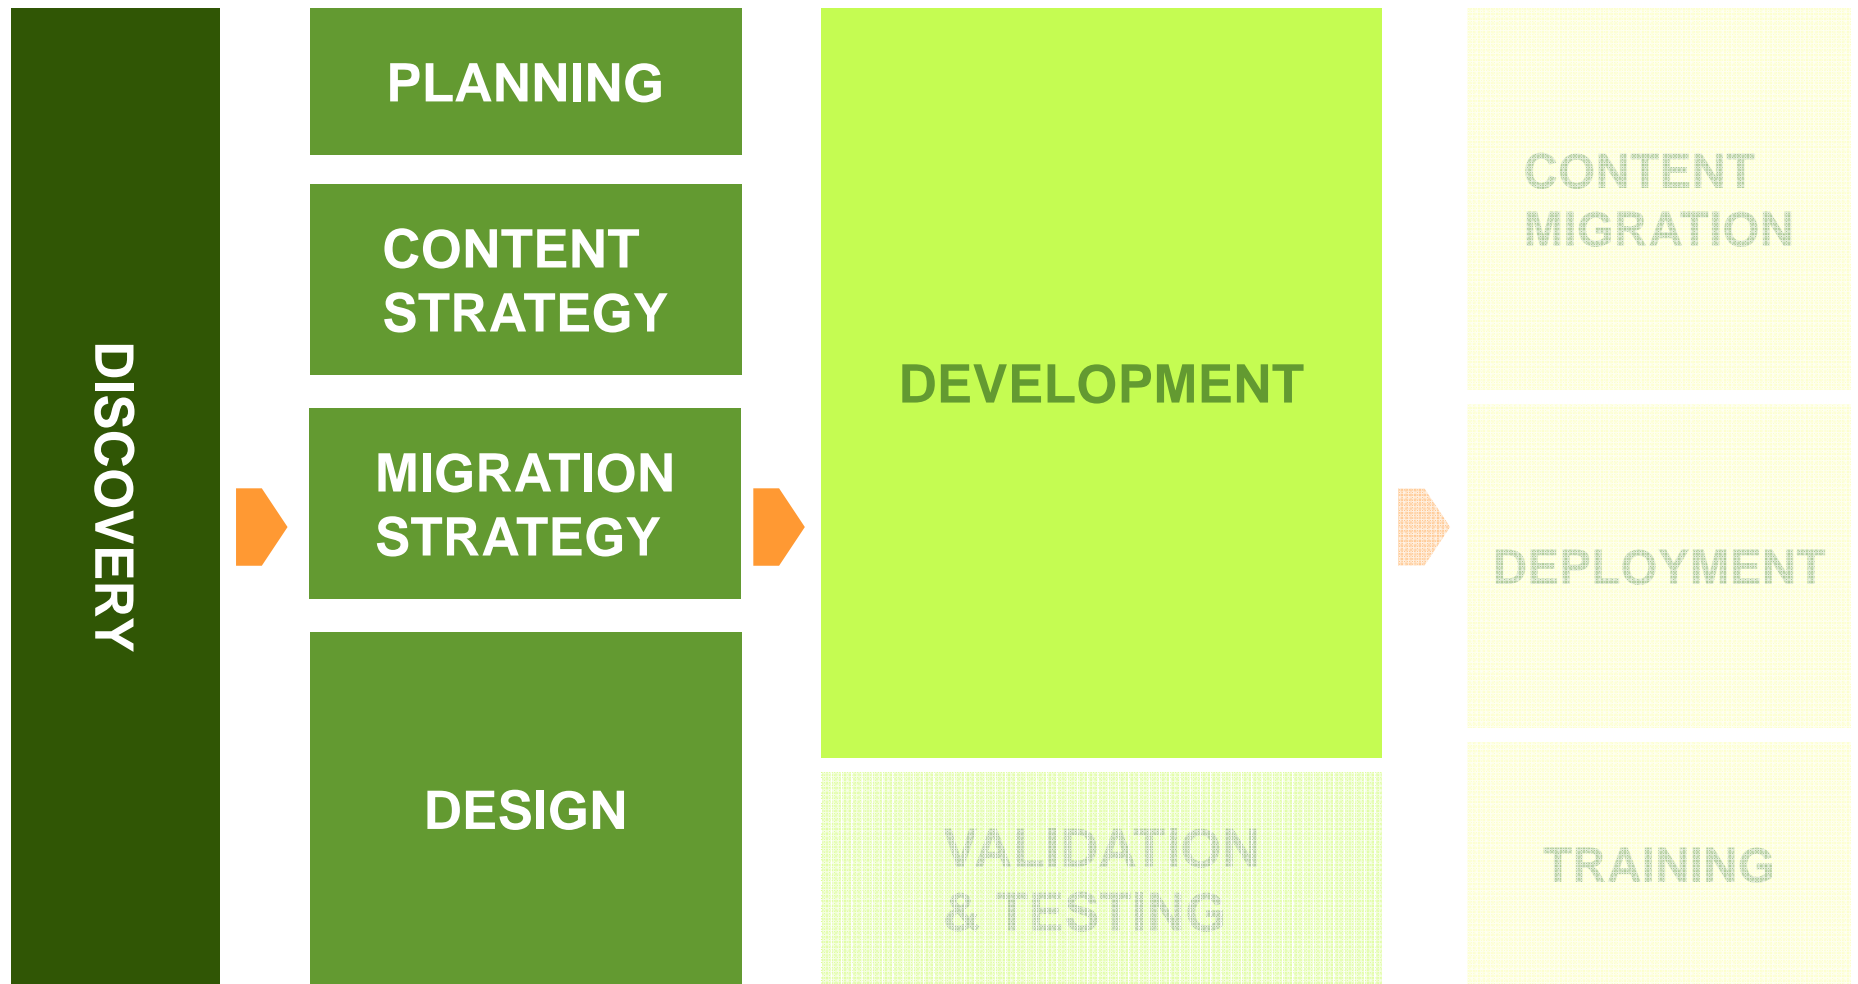 DISCOVERY
PLANNING
CONTENT
STRATEGY
MIGRATION
STRATEGY
DESIGN
DEVELOPMENT
VALIDATION
& TESTING
CONTENT
MIGRATION
DEPLOYMENT
TRAINING